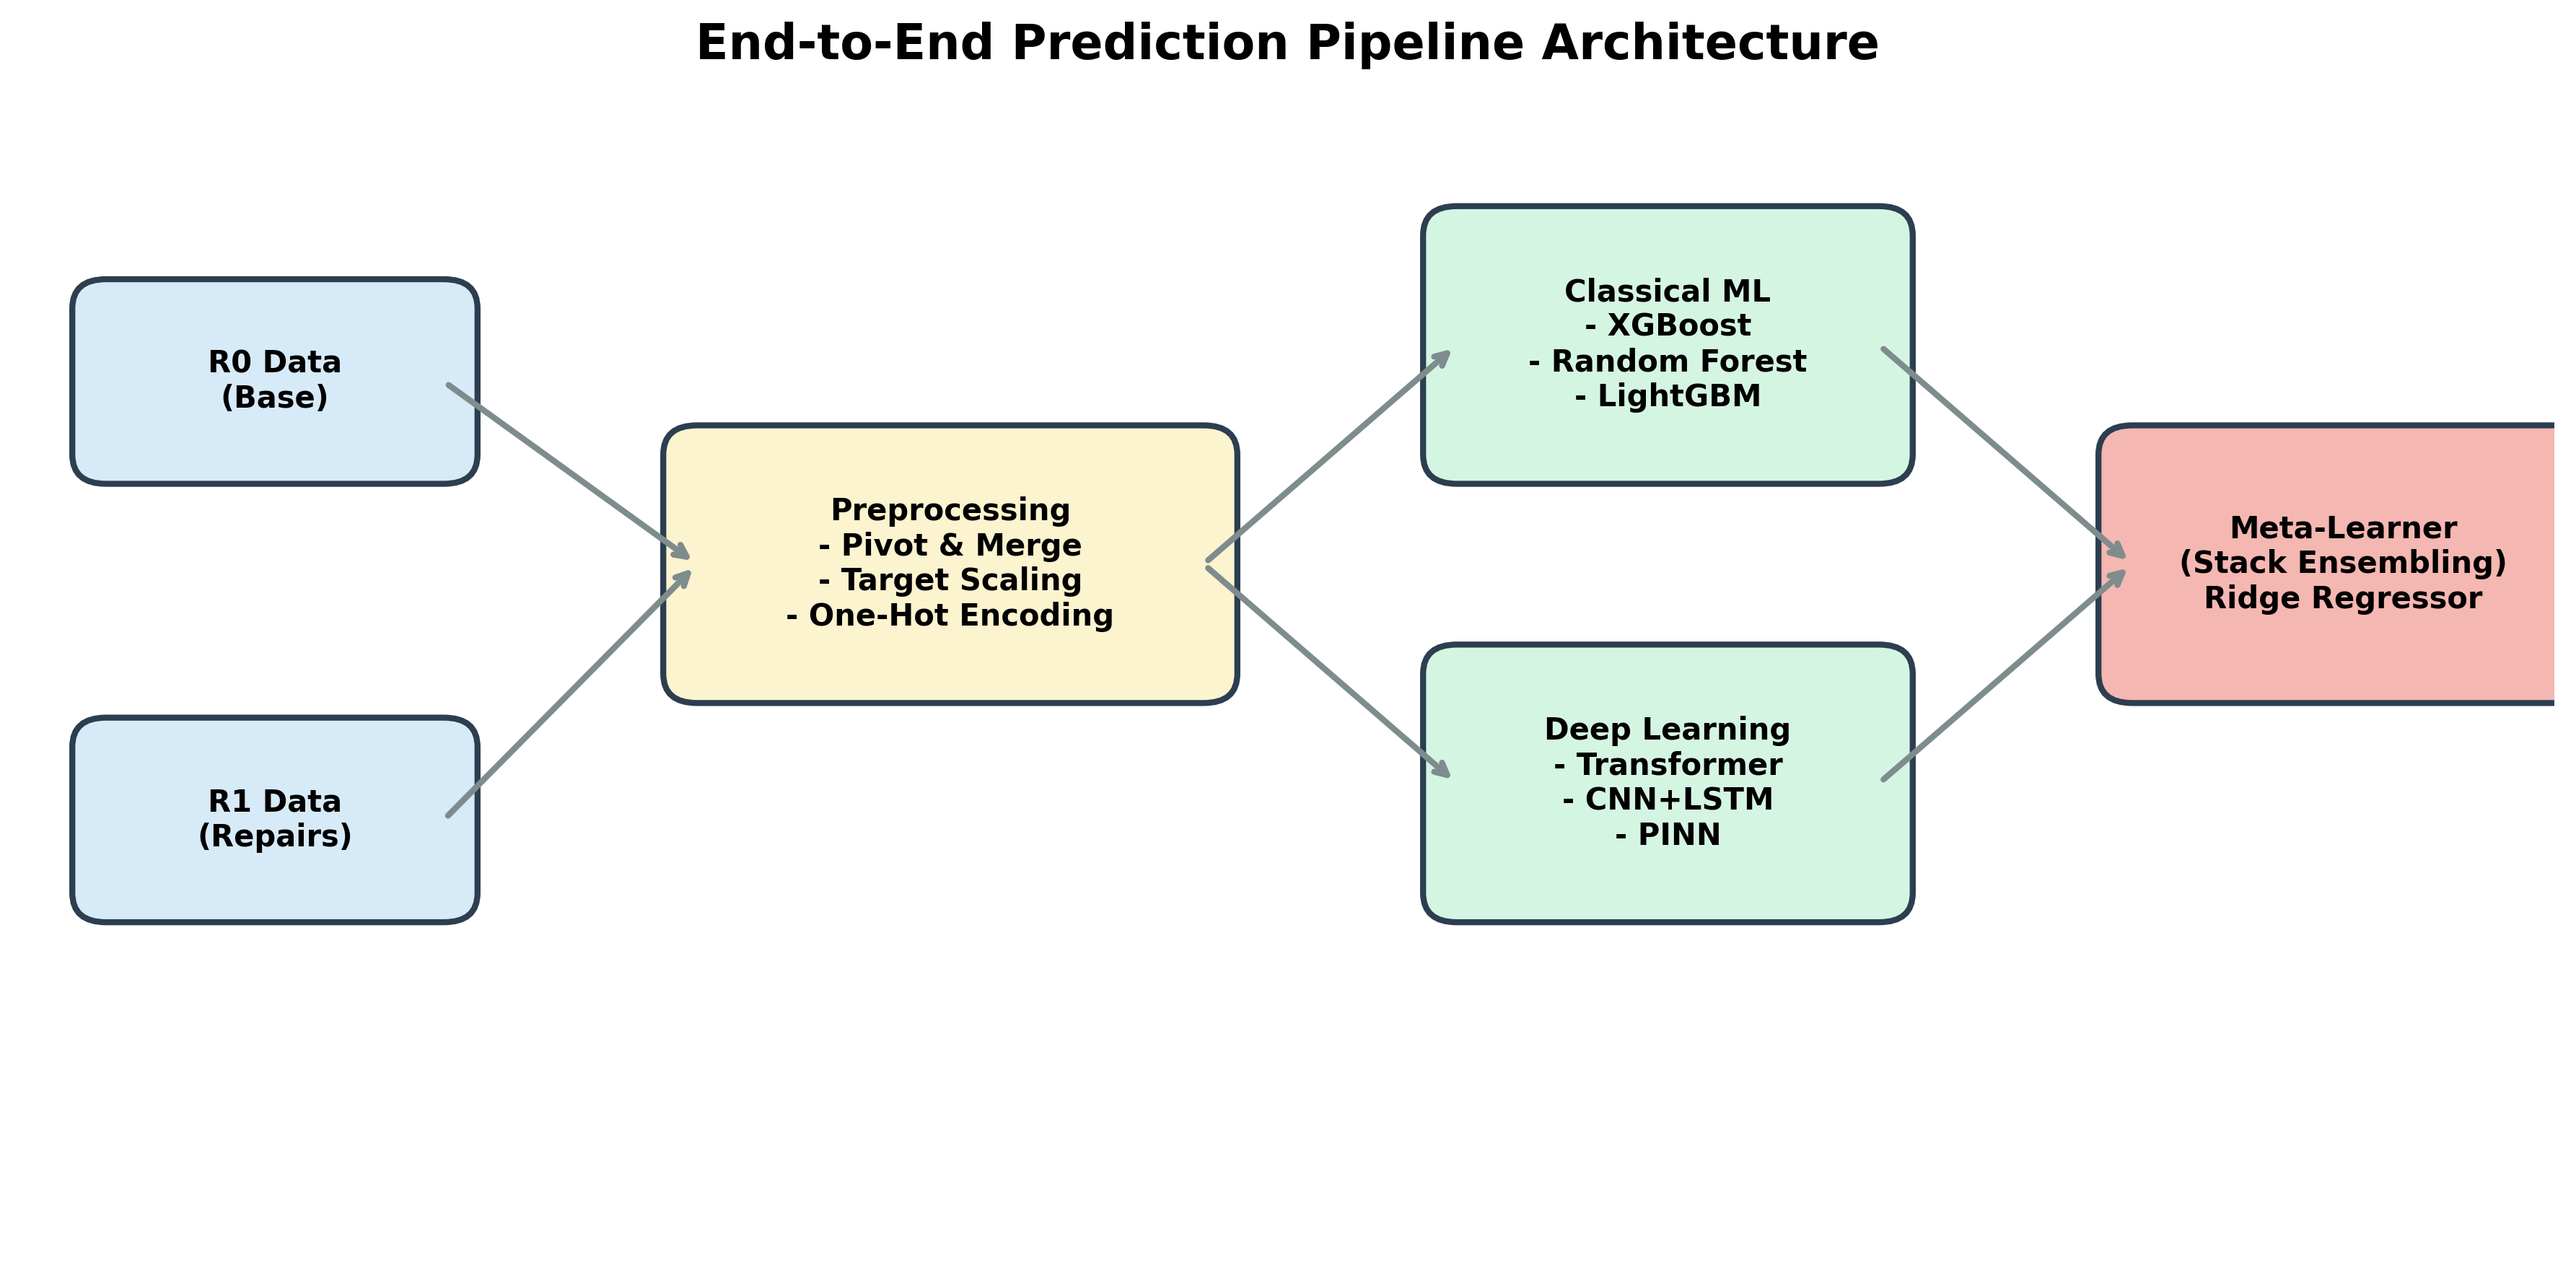 End-to-End Prediction Pipeline Architecture
R0 Data
(Base)
R1 Data
(Repairs)
Preprocessing
- Pivot & Merge
- Target Scaling
- One-Hot Encoding
Classical ML
- XGBoost
- Random Forest
- LightGBM
Deep Learning
- Transformer
- CNN+LSTM
- PINN
Meta-Learner
(Stack Ensembling)
Ridge Regressor